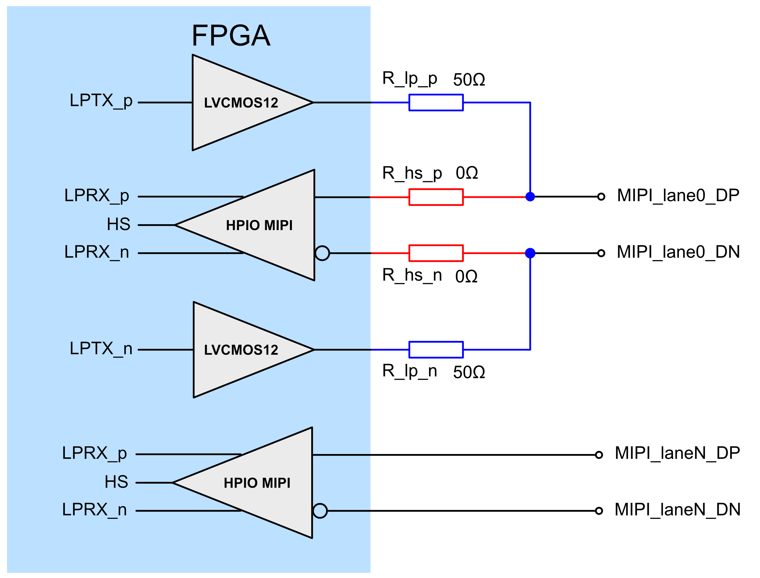 FPGA
R_lp_p 50Ω
LPTX_p
LVCMOS12
R_hs_p 0Ω
LPRX_p
MIPI_lane0_DP
HS
HPIO MIPI
LPRX_n
MIPI_lane0_DN
R_hs_n 0Ω
LPTX_n
LVCMOS12
R_lp_n 50Ω
LPRX_p
MIPI_laneN_DP
HS
HPIO MIPI
LPRX_n
MIPI_laneN_DN